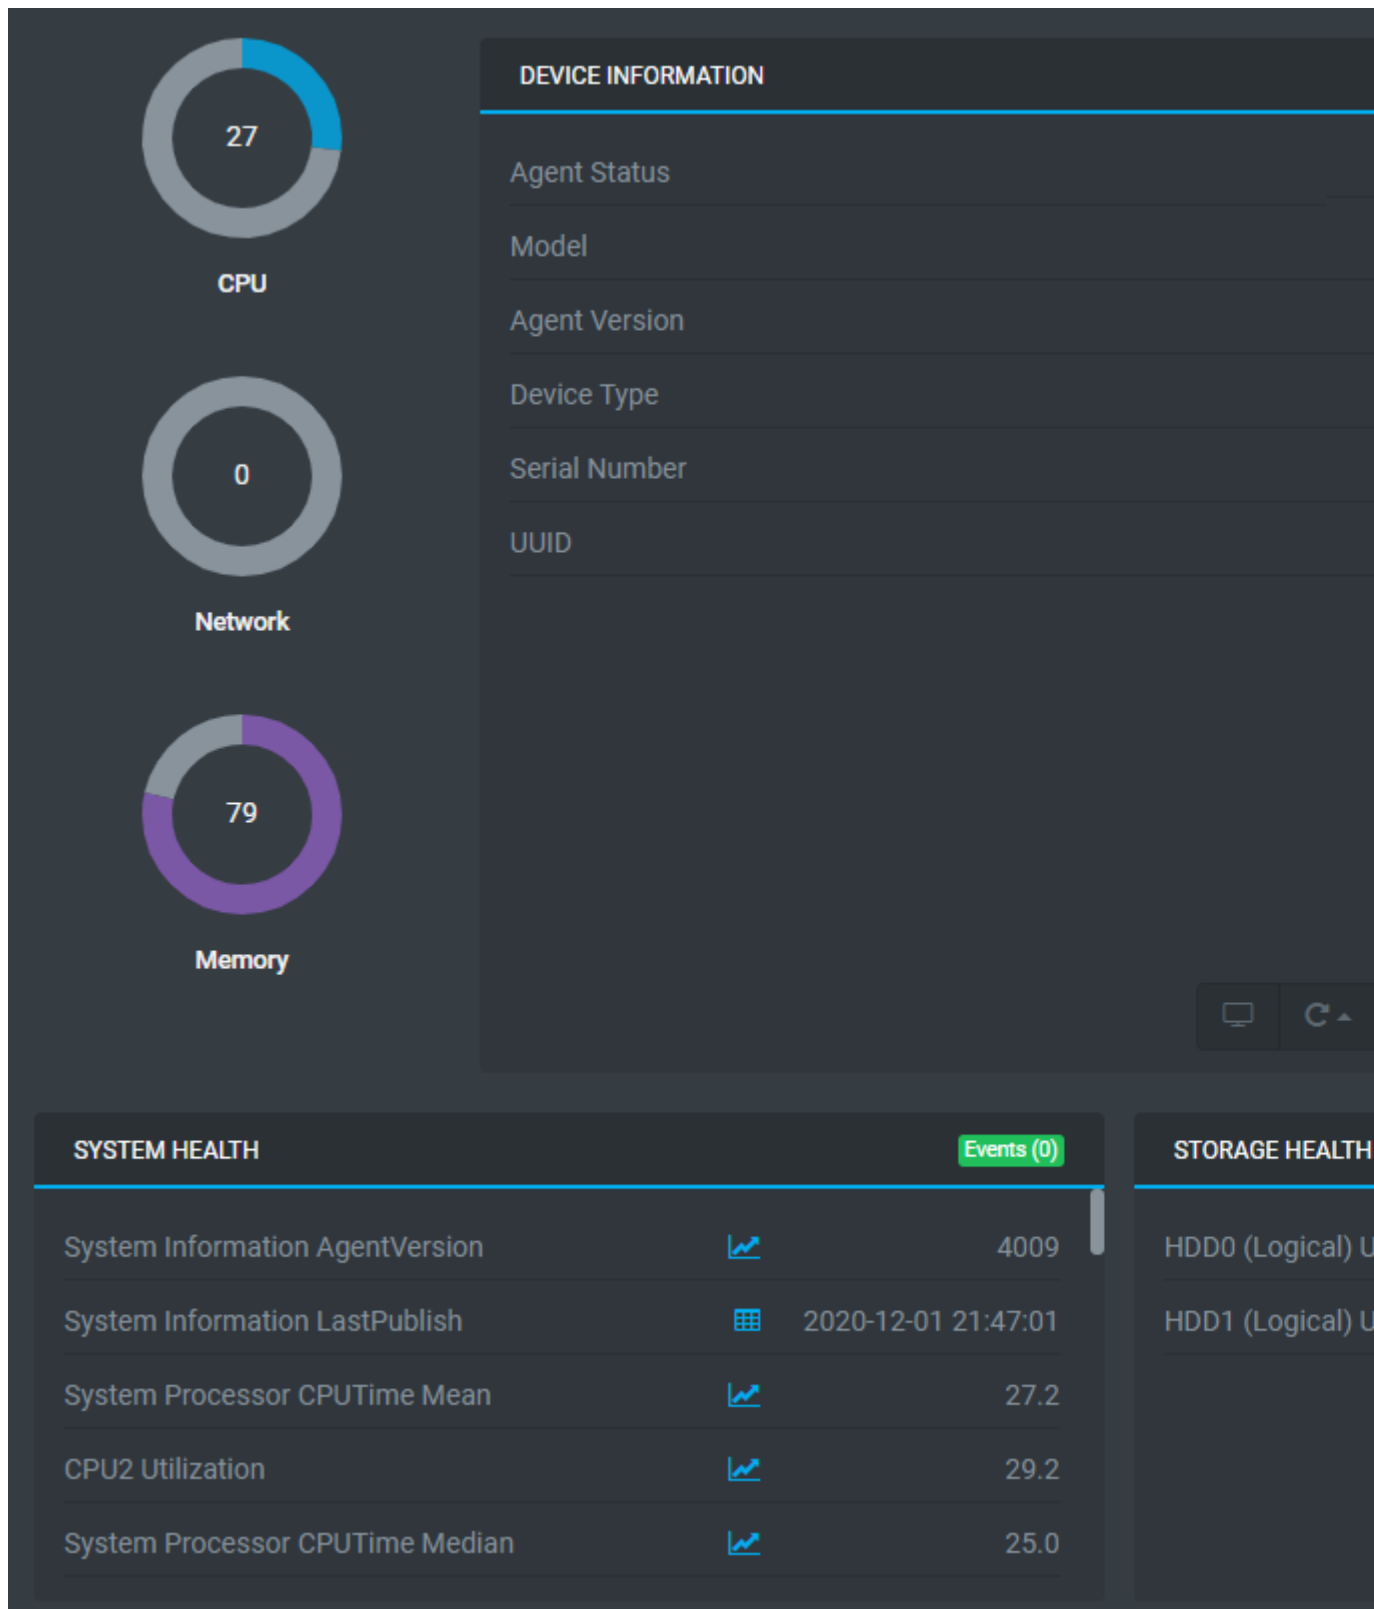 27
CPU
0
Network
79
Memory
DEVICE INFORMATION
Agent Status
Model
Agent Version
Device Type
Serial Number
UUID
SYSTEM HEALTH Events (0)
System Information AgentVersion 4009
System Information LastPublish 2020-12-01 21:47:01
System Processor CPUTime Mean 27.2
CPU2 Utilization 29.2
System Processor CPUTime Median 25.0
STORAGE HEALTH
HDD0 (Logical) U
HDD1 (Logical) U